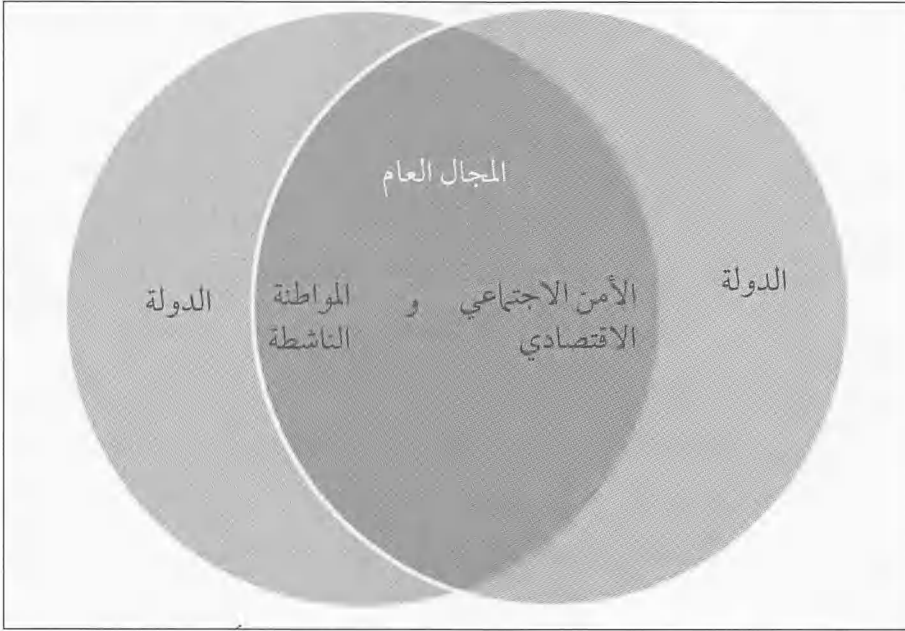 المجال العام
الدولة
الأمن الاجتماعي و المواطنة الدولة
الاقتصادي الناشطة